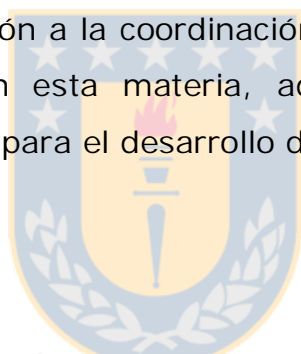 ón a la coordinación
n esta materia, ac
para el desarrollo d